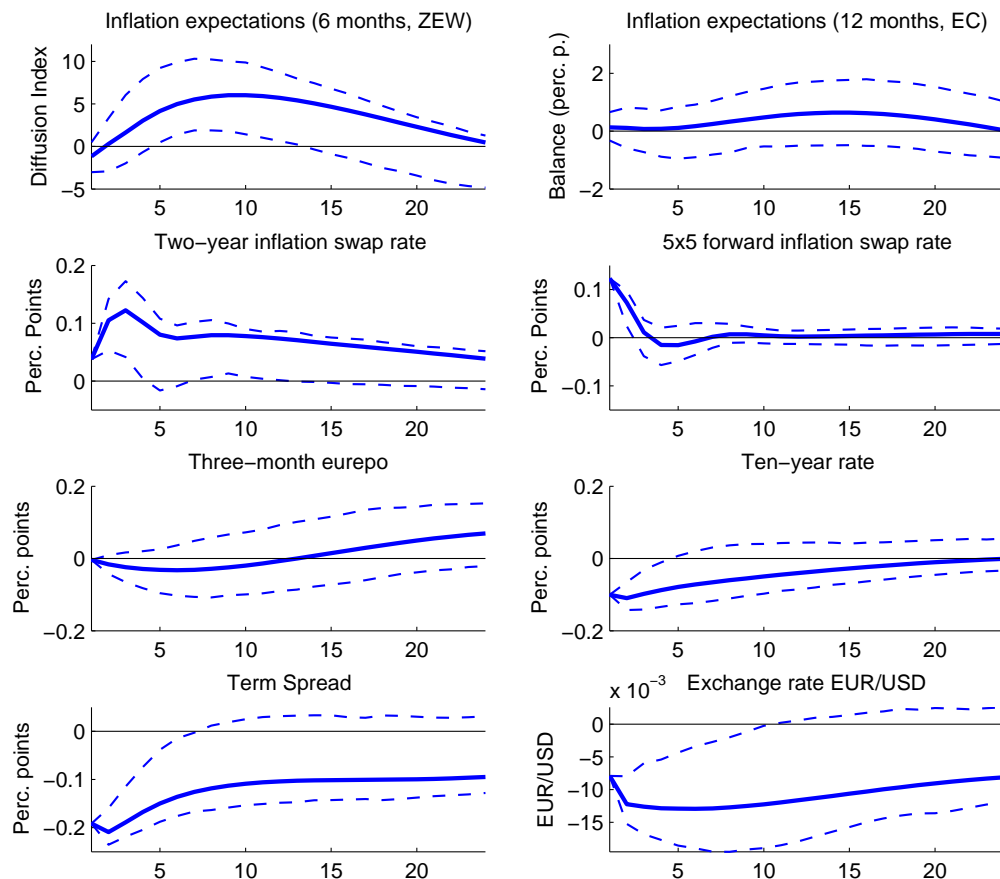 Inflation expectations (6 months, ZEW)
Diffusion Index
10
5
0
−5
5 10 15 20
Inflation expectations (12 months, EC)
Balance (perc. p.)
2
0
−2
5 10 15 20
Two−year inflation swap rate
Perc. Points
0.2
0.1
0
5 10 15 20
5x5 forward inflation swap rate
Perc. Points
0.1
0
−0.1
5 10 15 20
Three−month eurepo
Perc. points
0.2
0
−0.2
5 10 15 20
Ten−year rate
Perc. points
0.2
0
−0.2
5 10 15 20
Term Spread
Perc. points
0
−0.1
−0.2
5 10 15 20
x 10⁻³ Exchange rate EUR/USD
EUR/USD
0
−5
−10
−15
5 10 15 20